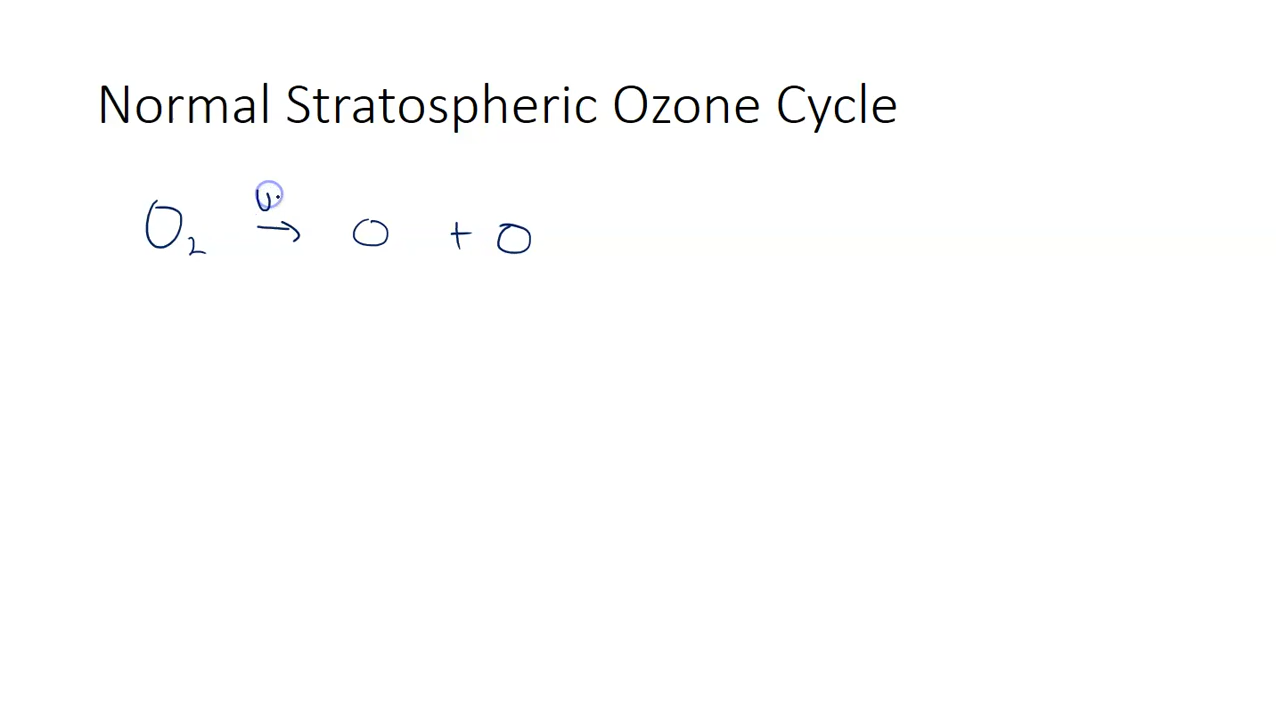 Normal Stratospheric Ozone Cycle
U
O₂ → O + O